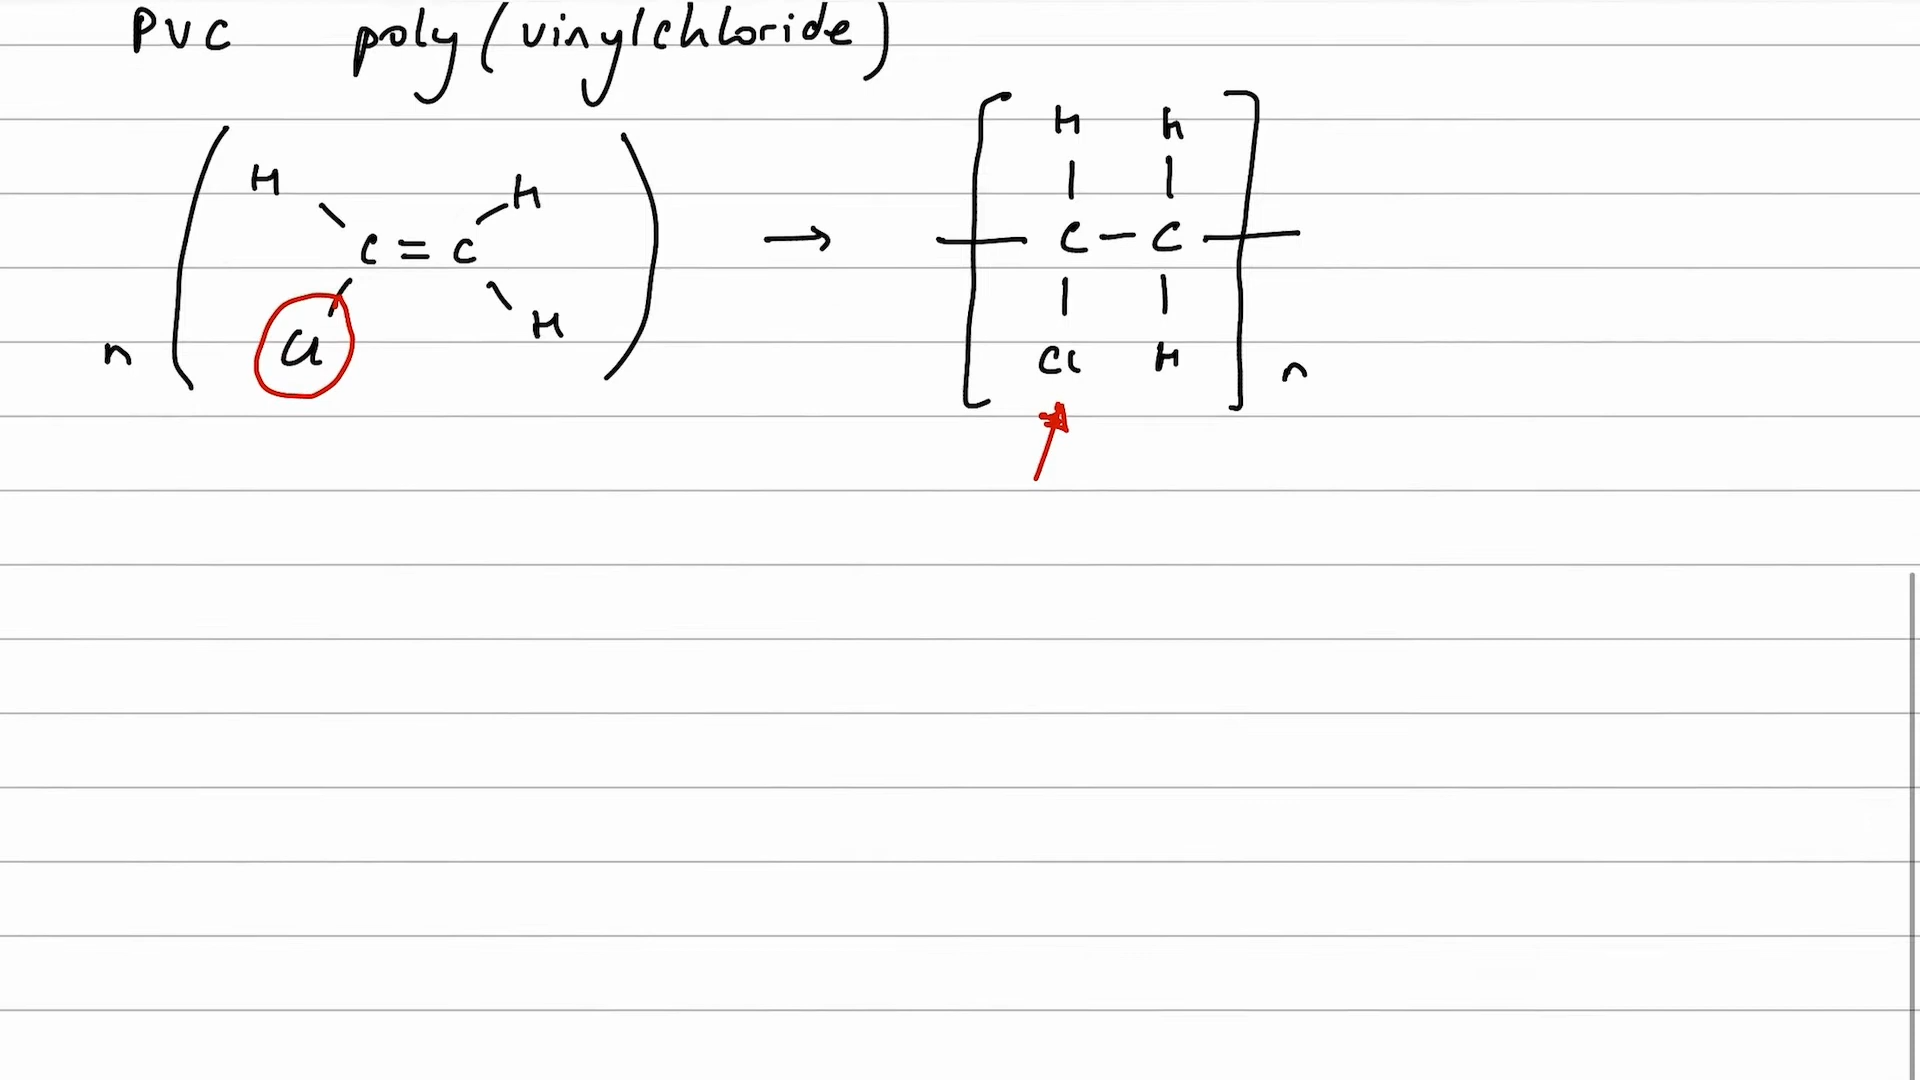 PVC poly(vinylchloride)
H H H H
C = C → C – C
n Cl H Cl H n